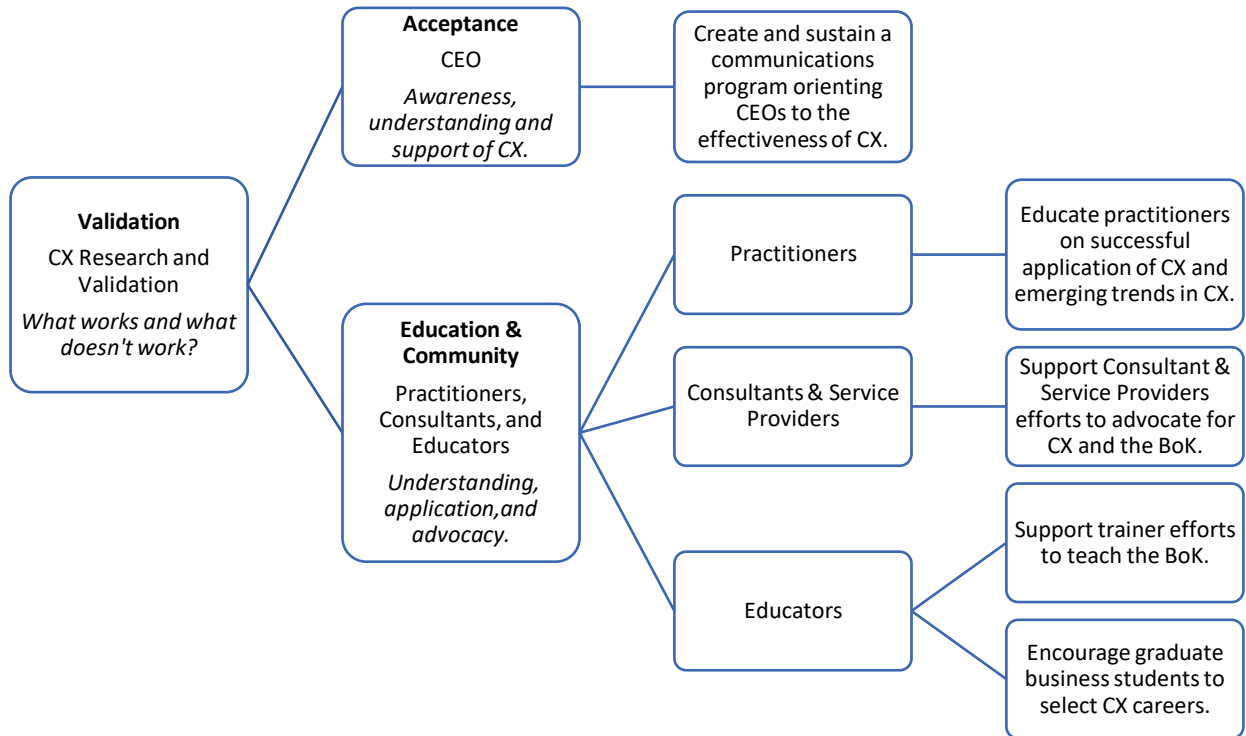 Validation
CX Research and
Validation
What works and what
doesn't work?
Acceptance
CEO
Awareness,
understanding and
support of CX.
Create and sustain a
communications
program orienting
CEOs to the
effectiveness of CX.
Education &
Community
Practitioners,
Consultants, and
Educators
Understanding,
application,and
advocacy.
Practitioners
Educate practitioners
on successful
application of CX and
emerging trends in CX.
Consultants & Service
Providers
Support Consultant &
Service Providers
efforts to advocate for
CX and the BoK.
Educators
Support trainer efforts
to teach the BoK.
Encourage graduate
business students to
select CX careers.